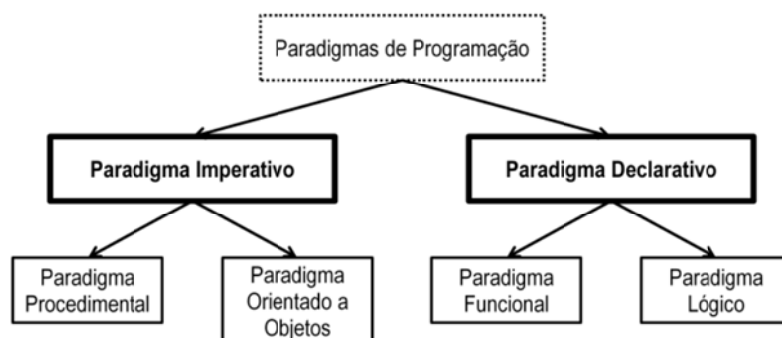 Paradigmas de Programação
Paradigma Imperativo
Paradigma Declarativo
Paradigma
Procedimental
Paradigma
Orientado a
Objetos
Paradigma
Funcional
Paradigma
Lógico